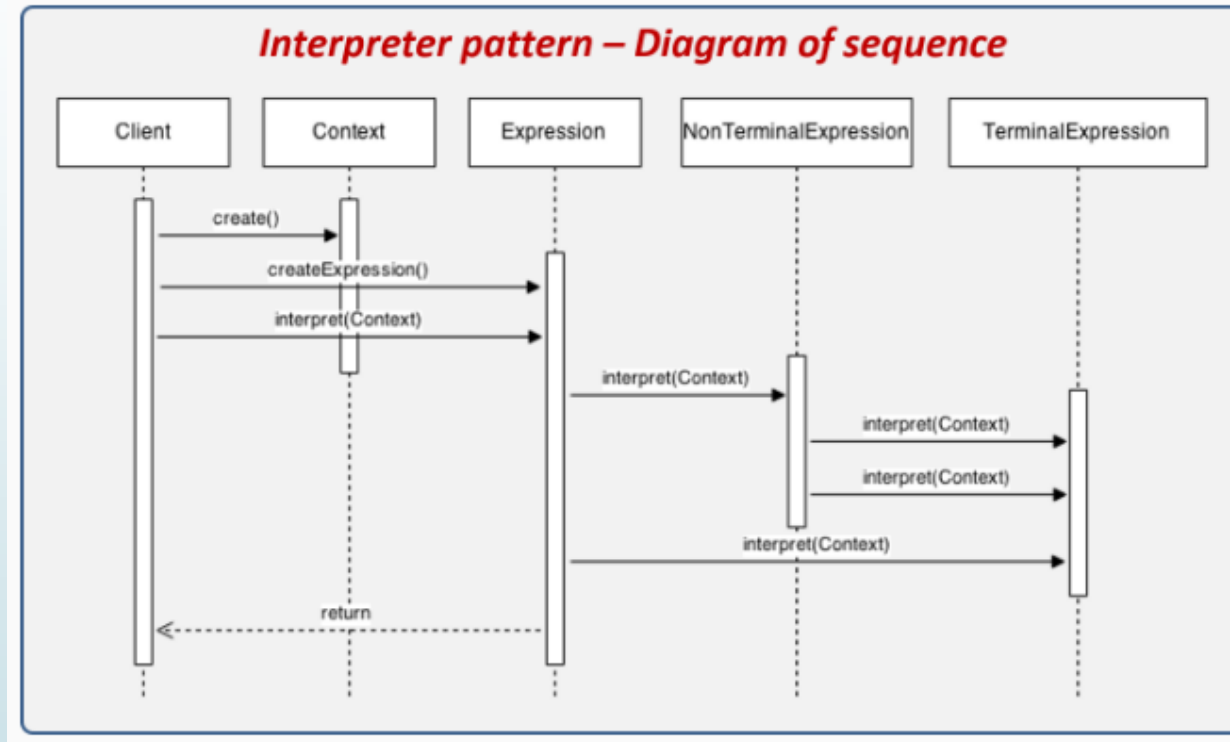 Interpreter pattern – Diagram of sequence
Client
Context
Expression
NonTerminalExpression
TerminalExpression
create()
createExpression()
interpret(Context)
interpret(Context)
interpret(Context)
interpret(Context)
interpret(Context)
return